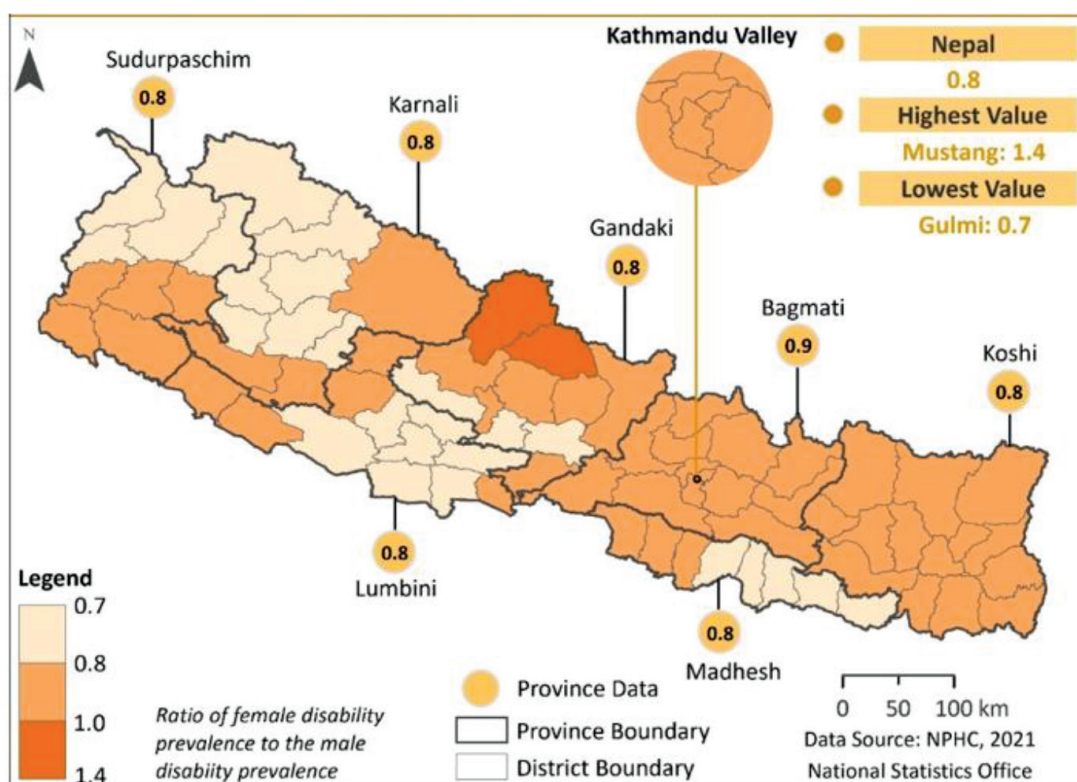 N
Sudurpaschim
0.8
Karnali
0.8
Kathmandu Valley
Nepal
0.8
Highest Value
Mustang: 1.4
Lowest Value
Gulmi: 0.7
Gandaki
0.8
Bagmati
0.9
Koshi
0.8
0.8
Lumbini
0.8
Madhesh
Legend
0.7
0.8
1.0
1.4
Ratio of female disability
prevalence to the male
disabiity prevalence
Province Data
Province Boundary
District Boundary
0 50 100 km
Data Source: NPHC, 2021
National Statistics Office